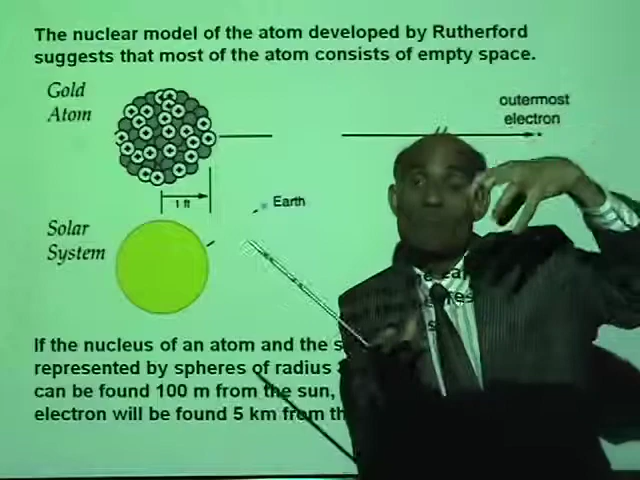 The nuclear model of the atom developed by Rutherford
suggests that most of the atom consists of empty space.
Gold
Atom
outermost
electron
1 ft
Earth
Solar
System
If the nucleus of an atom and the s
represented by spheres of radius
can be found 100 m from the sun,
electron will be found 5 km from th